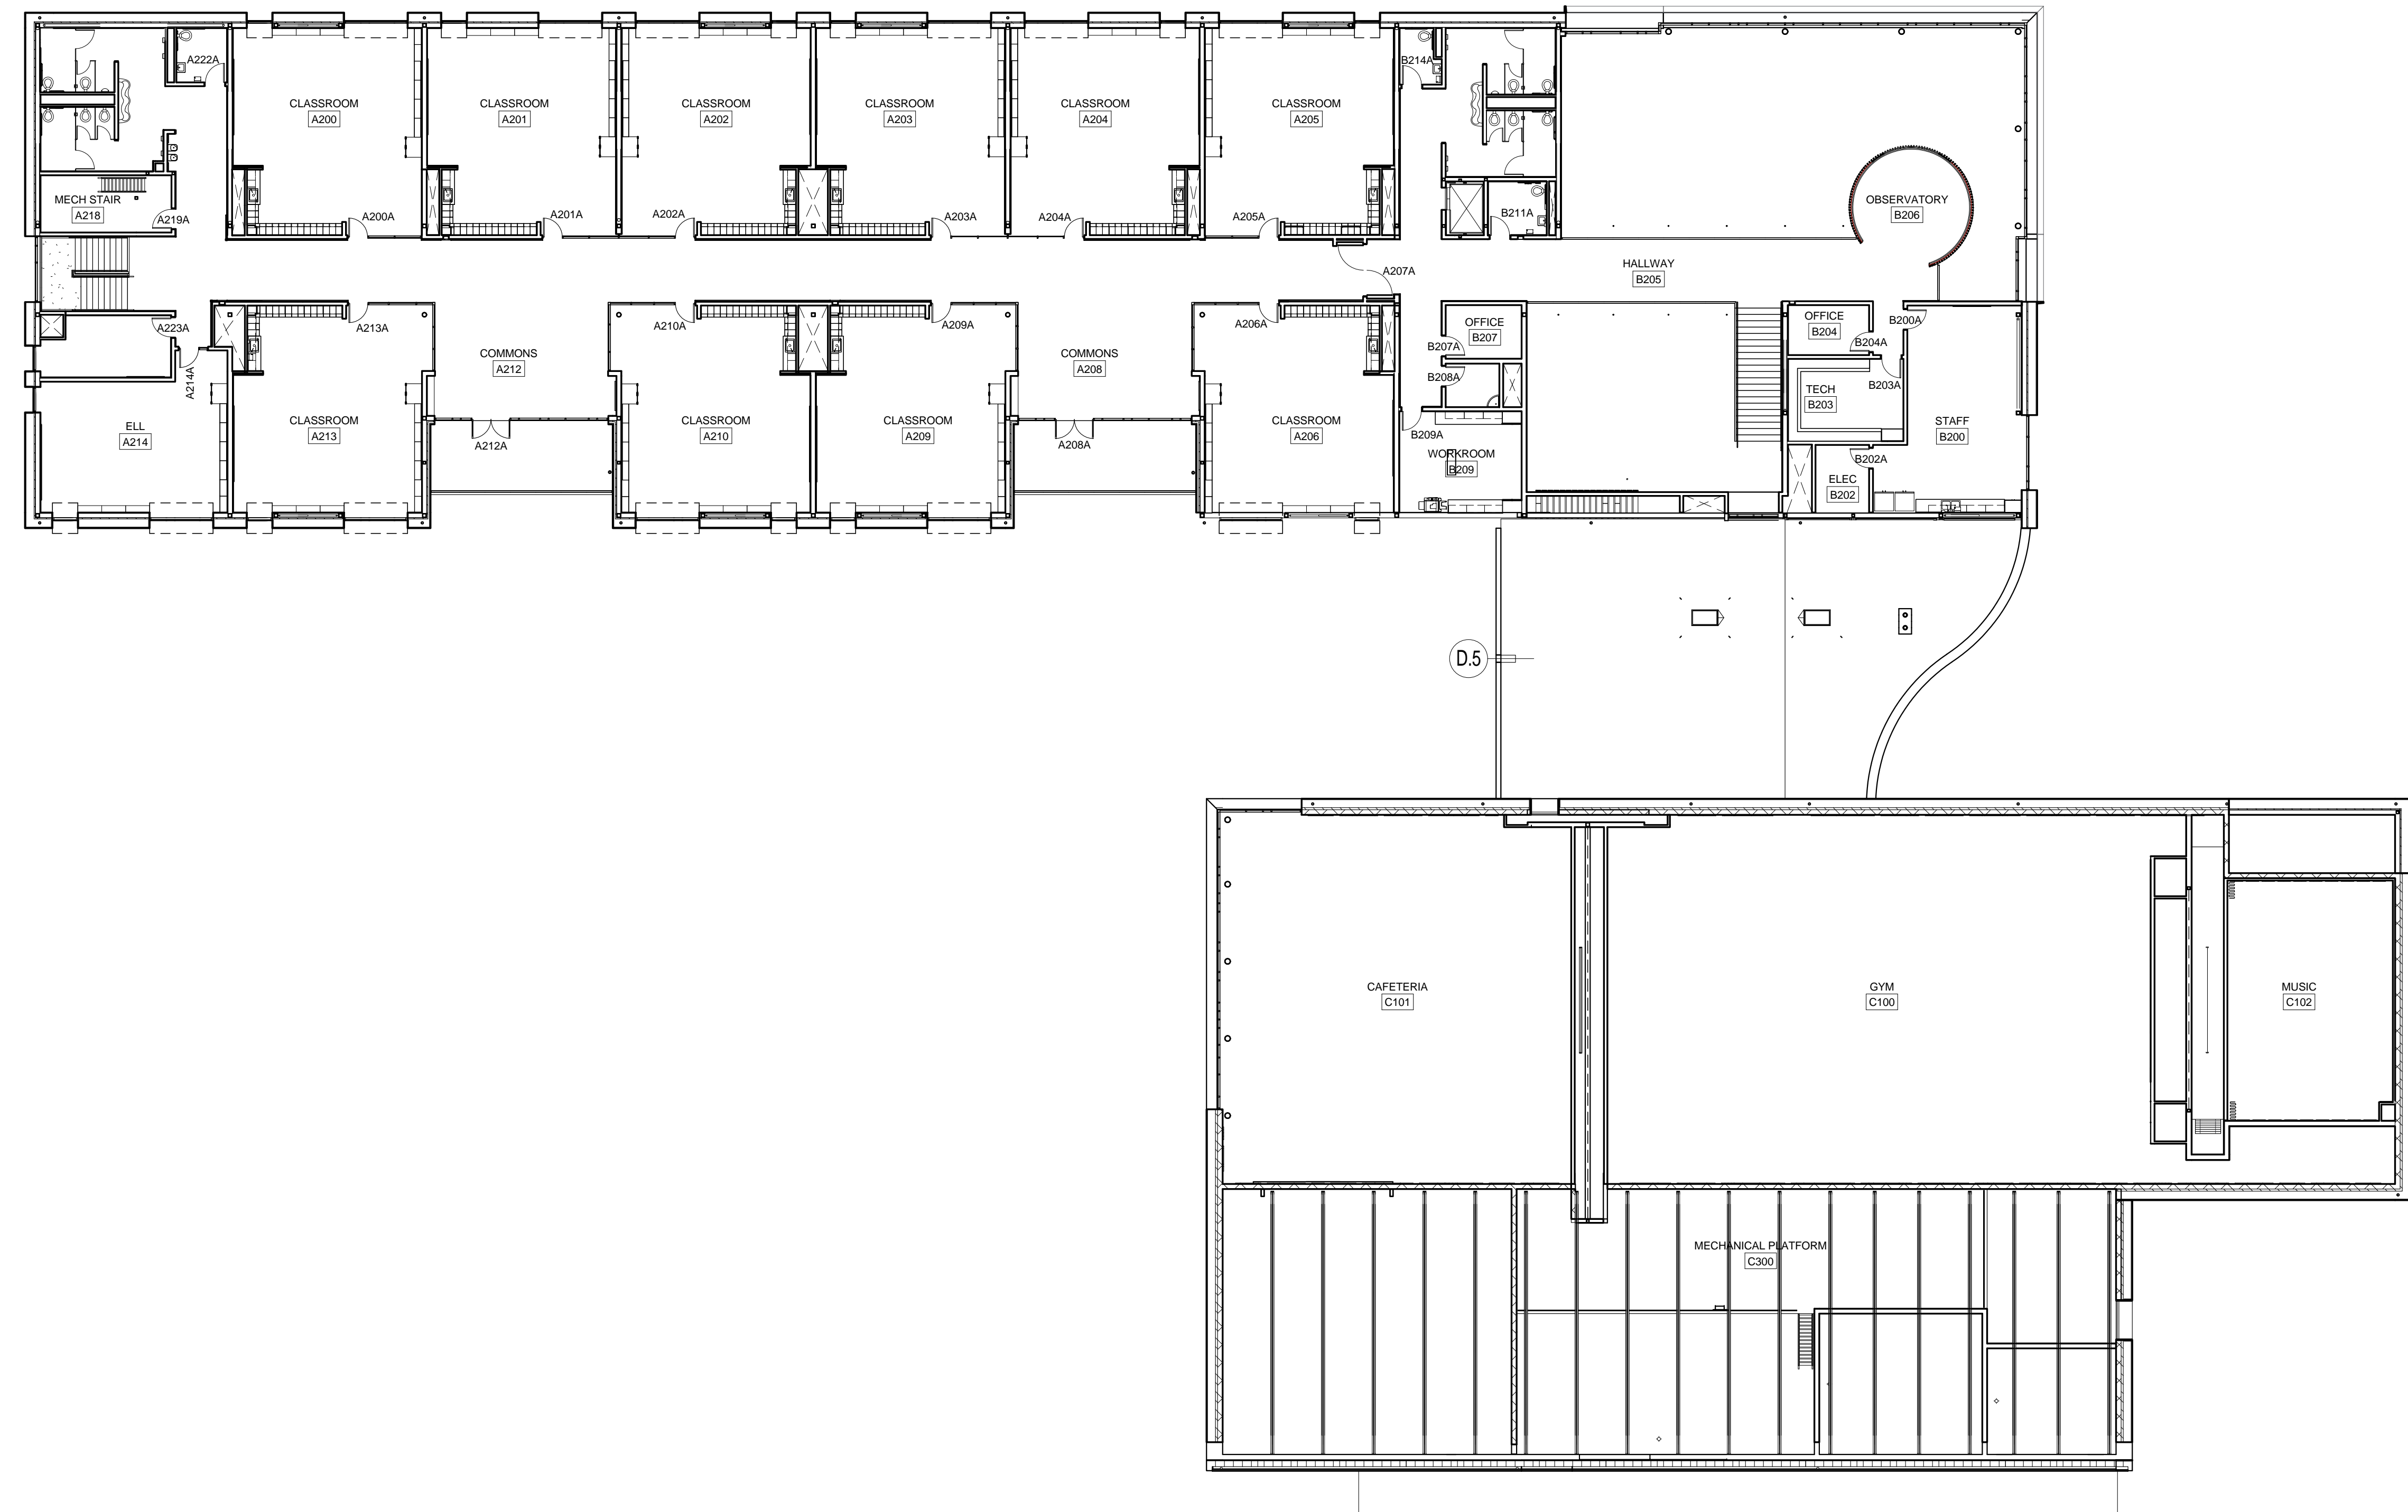 A222A
B214A
CLASSROOM
A200
CLASSROOM
A201
CLASSROOM
A202
CLASSROOM
A203
CLASSROOM
A204
CLASSROOM
A205
MECH STAIR
A218
A219A
A200A
A201A
A202A
A203A
A204A
A205A
B211A
OBSERVATORY
B206
A207A
HALLWAY
B205
A223A
A214A
A213A
A210A
A209A
A206A
COMMONS
A212
COMMONS
A208
OFFICE
B207
B207A
B208A
OFFICE
B204
B200A
B204A
B203A
TECH
B203
ELL
A214
CLASSROOM
A213
A212A
CLASSROOM
A210
CLASSROOM
A209
A208A
CLASSROOM
A206
B209A
WORKROOM
B209
STAFF
B200
B202A
ELEC
B202
D.5
CAFETERIA
C101
GYM
C100
MUSIC
C102
MECHANICAL PLATFORM
C300